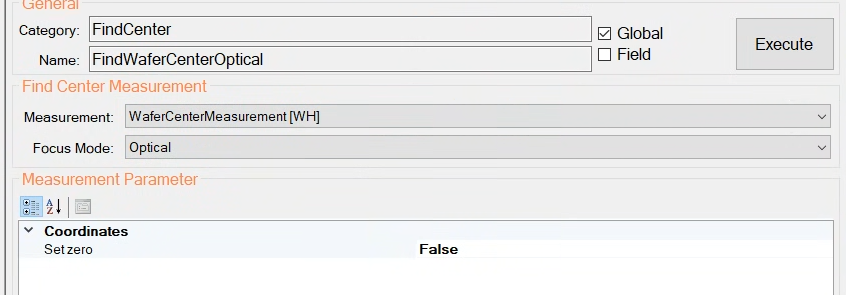 General
Category: FindCenter
Global
Name: FindWaferCenterOptical
Field
Execute
Find Center Measurement
Measurement: WaferCenterMeasurement [WH]
Focus Mode: Optical
Measurement Parameter
Coordinates
Set zero False